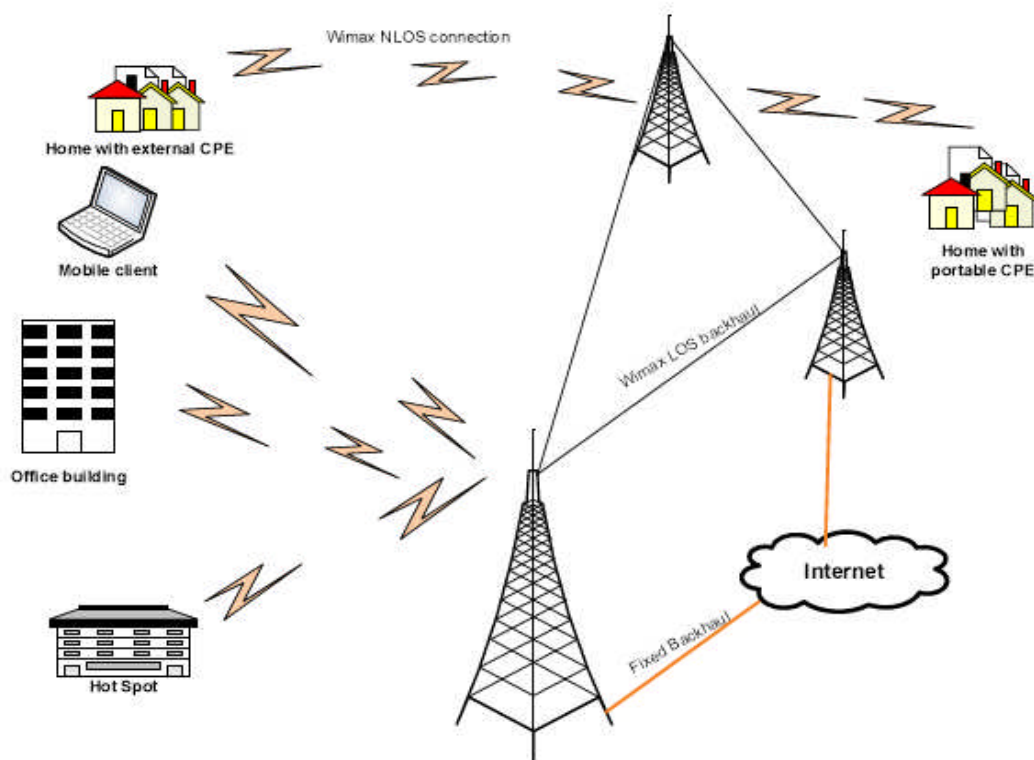 Wimax NLOS connection
Home with external CPE
Mobile client
Home with
portable CPE
Wimax LOS backhaul
Office building
Internet
Fixed Backhaul
Hot Spot